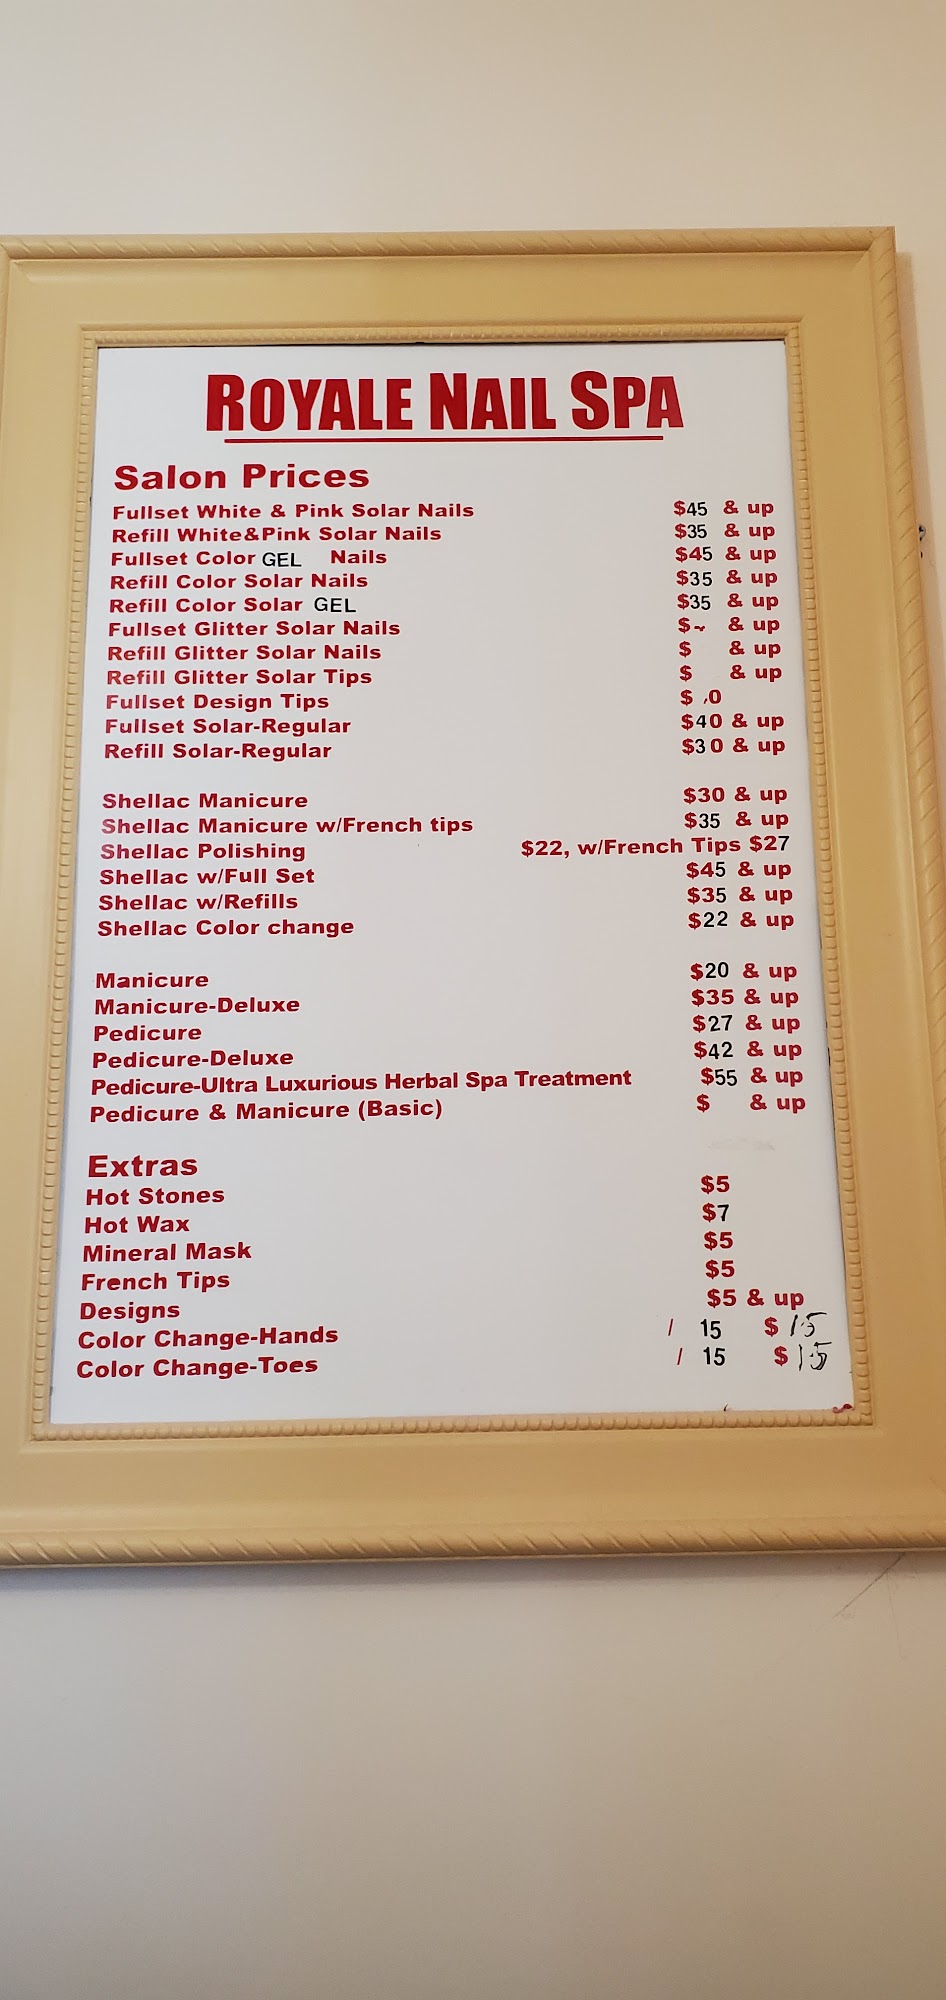 ROYALE NAIL SPA
Salon Prices
Fullset White & Pink Solar Nails $45 & up
Refill White&Pink Solar Nails $35 & up
Fullset Color GEL Nails $45 & up
Refill Color Solar Nails $35 & up
Refill Color Solar GEL $35 & up
Fullset Glitter Solar Nails $ & up
Refill Glitter Solar Nails $ & up
Refill Glitter Solar Tips $ & up
Fullset Design Tips $ 0
Fullset Solar-Regular $40 & up
Refill Solar-Regular $30 & up
Shellac Manicure $30 & up
Shellac Manicure w/French tips $35 & up
Shellac Polishing $22, w/French Tips $27
Shellac w/Full Set $45 & up
Shellac w/Refills $35 & up
Shellac Color change $22 & up
Manicure $20 & up
Manicure-Deluxe $35 & up
Pedicure $27 & up
Pedicure-Deluxe $42 & up
Pedicure-Ultra Luxurious Herbal Spa Treatment $55 & up
Pedicure & Manicure (Basic) $ & up
Extras
Hot Stones $5
Hot Wax $7
Mineral Mask $5
French Tips $5
Designs $5 & up
Color Change-Hands / 15 $ 15
Color Change-Toes / 15 $ 15